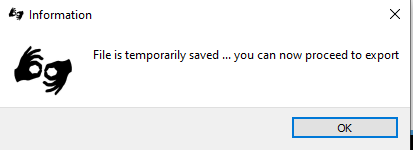 Information
File is temporarily saved ... you can now proceed to export
OK